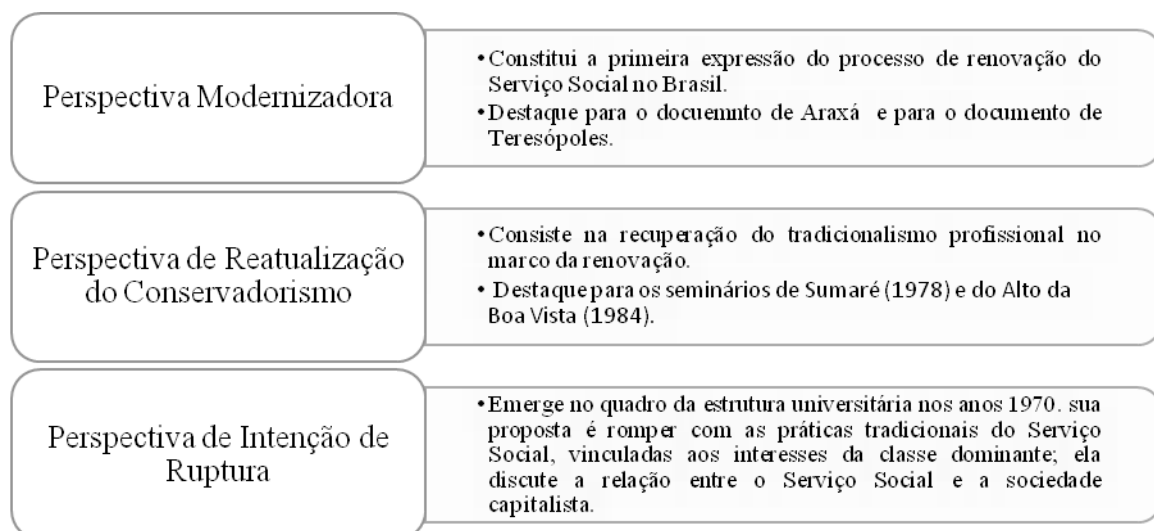 Perspectiva Modernizadora
•Constitui a primeira expressão do processo de renovação do
Serviço Social no Brasil.
•Destaque para o docuemnto de Araxá e para o documento de
Teresópoles.
Perspectiva de Reatualização
do Conservadorismo
•Consiste na recuperação do tradicionalismo profissional no
marco da renovação.
• Destaque para os seminários de Sumaré (1978) e do Alto da
Boa Vista (1984).
Perspectiva de Intenção de
Ruptura
•Emerge no quadro da estrutura universitária nos anos 1970. sua
proposta é romper com as práticas tradicionais do Serviço
Social, vinculadas aos interesses da classe dominante; ela
discute a relação entre o Serviço Social e a sociedade
capitalista.